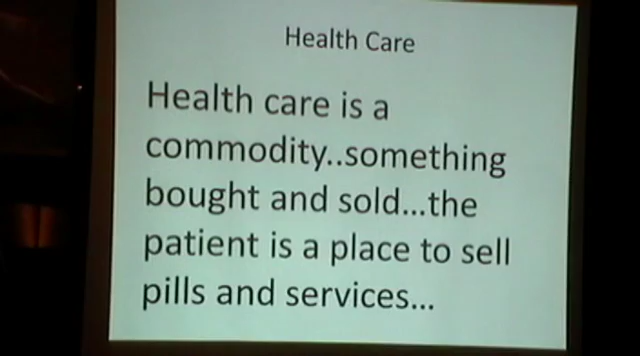 Health Care
Health care is a
commodity..something
bought and sold...the
patient is a place to sell
pills and services...